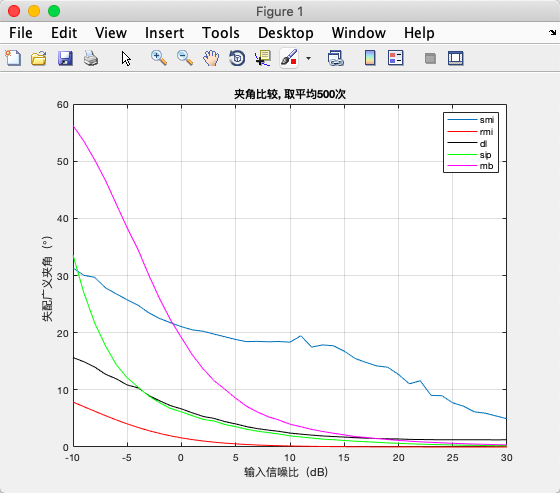 Figure 1
File Edit View Insert Tools Desktop Window Help
夹角比较, 取平均500次
60
50
40
30
20
10
0
失配广义夹角（°）
smi
rmi
dl
sip
mb
-10 -5 0 5 10 15 20 25 30
输入信噪比（dB）